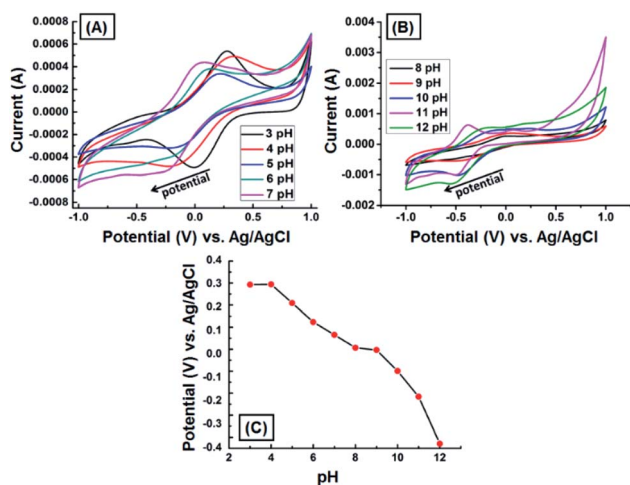 (A)
Current (A)
0.0008
0.0006
0.0004
0.0002
0.0000
-0.0002
-0.0004
-0.0006
-0.0008
3 pH
4 pH
5 pH
6 pH
7 pH
potential
-1.0 -0.5 0.0 0.5 1.0
Potential (V) vs. Ag/AgCl
(B)
Current (A)
0.004
0.003
0.002
0.001
0.000
-0.001
-0.002
8 pH
9 pH
10 pH
11 pH
12 pH
potential
-1.0 -0.5 0.0 0.5 1.0
Potential (V) vs. Ag/AgCl
Potential (V) vs. Ag/AgCl
0.4
0.3
0.2
0.1
0.0
-0.1
-0.2
-0.3
-0.4
(C)
2 4 6 8 10 12
pH